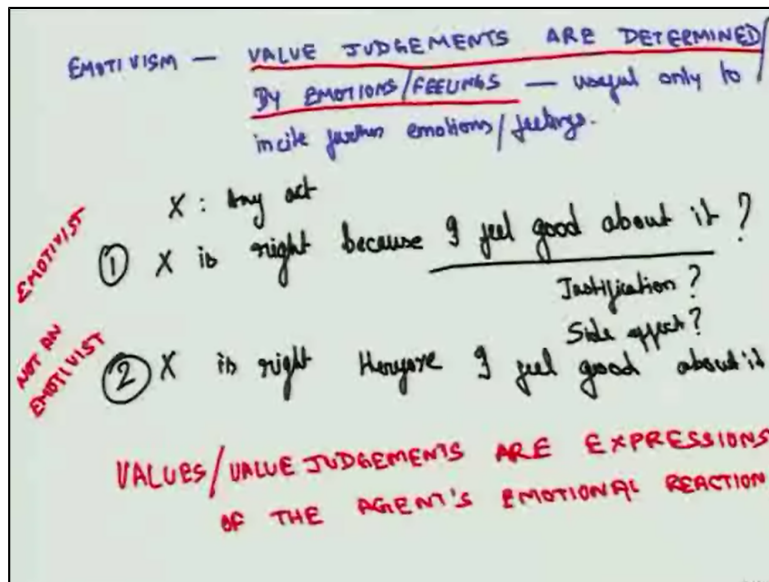 EMOTIVISM — VALUE JUDGEMENTS ARE DETERMINED/
BY EMOTIONS/FEELINGS — useful only to
incite further emotions/feelings.
X : Any act
EMOTIVIST
① X is right because I feel good about it ?
Justification ?
Side effect ?
NOT AN
EMOTIVIST
② X is right Therefore I feel good about it
VALUES/VALUE JUDGEMENTS ARE EXPRESSIONS
OF THE AGENT'S EMOTIONAL REACTION